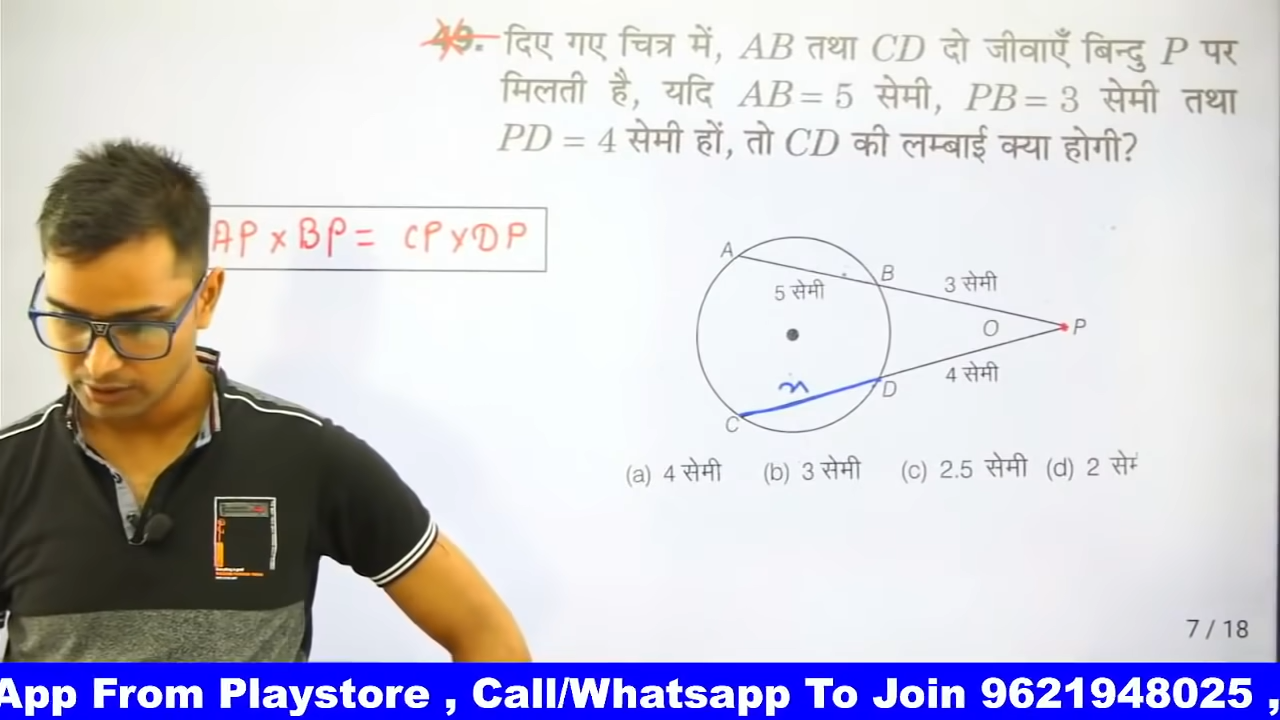 49. दिए गए चित्र में, AB तथा CD दो जीवाएँ बिन्दु P पर
मिलती है, यदि AB = 5 सेमी, PB = 3 सेमी तथा
PD = 4 सेमी हों, तो CD की लम्बाई क्या होगी?
AP × BP = CP × DP
A
B
3 सेमी
5 सेमी
O
P
4 सेमी
x
D
C
(a) 4 सेमी (b) 3 सेमी (c) 2.5 सेमी (d) 2
7 / 18
App From Playstore , Call/Whatsapp To Join 9621948025 ,